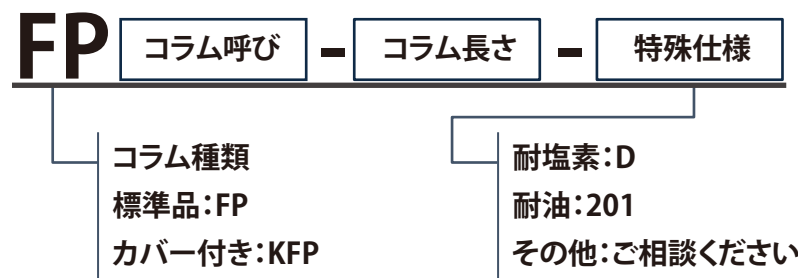 FP コラム呼び - コラム長さ - 特殊仕様
コラム種類
標準品:FP
カバー付き:KFP
耐塩素:D
耐油:201
その他:ご相談ください